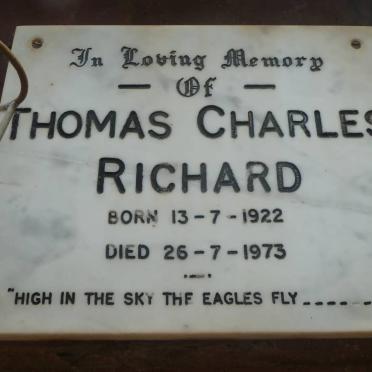 In Loving Memory
— Of —
THOMAS CHARLES
RICHARD
BORN 13-7-1922
DIED 26-7-1973
"HIGH IN THE SKY THE EAGLES FLY______